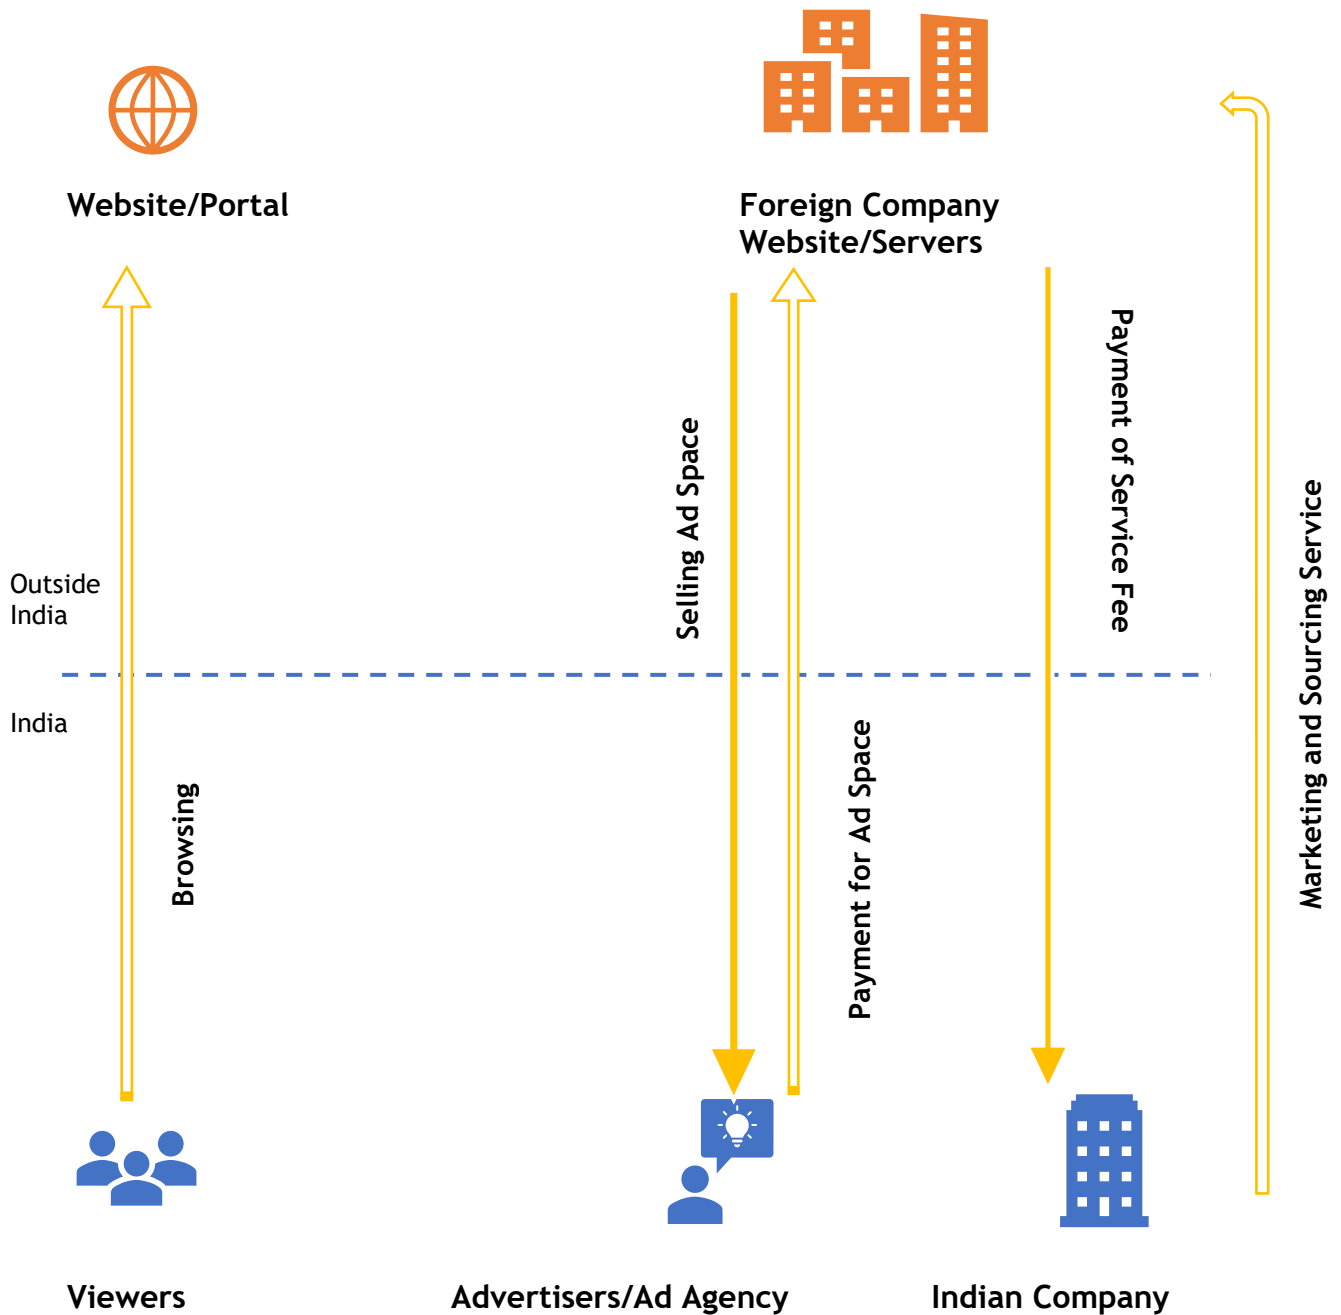 Website/Portal
Foreign Company
Website/Servers
Payment of Service Fee
Selling Ad Space
Marketing and Sourcing Service
Outside
India
India
Browsing
Payment for Ad Space
Viewers
Advertisers/Ad Agency
Indian Company